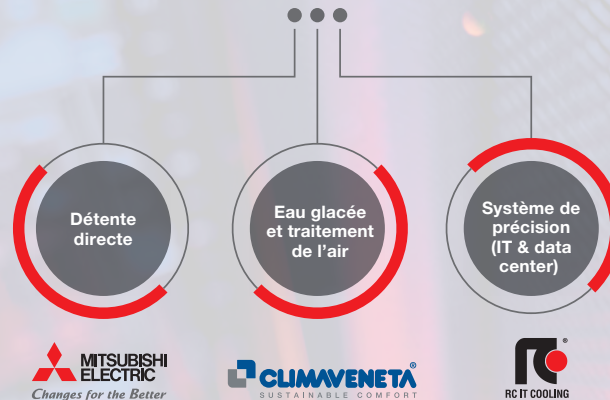 Détente
directe
Eau glacée
et traitement
de l'air
Système de
précision
(IT & data
center)
MITSUBISHI
ELECTRIC
Changes for the Better
CLIMAVENETA®
SUSTAINABLE COMFORT
rc®
RC IT COOLING